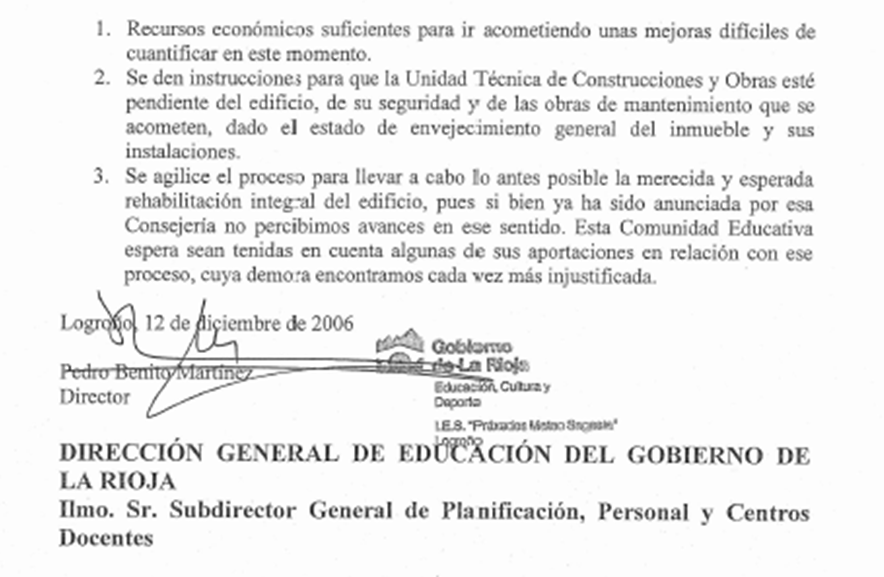 1. Recursos económicos suficientes para ir acometiendo unas mejoras difíciles de
cuantificar en este momento.
2. Se den instrucciones para que la Unidad Técnica de Construcciones y Obras esté
pendiente del edificio, de su seguridad y de las obras de mantenimiento que se
acometen, dado el estado de envejecimiento general del inmueble y sus
instalaciones.
3. Se agilice el proceso para llevar a cabo lo antes posible la merecida y esperada
rehabilitación integral del edificio, pues si bien ya ha sido anunciada por esa
Consejería no percibimos avances en ese sentido. Esta Comunidad Educativa
espera sean tenidas en cuenta algunas de sus aportaciones en relación con ese
proceso, cuya demora encontramos cada vez más injustificada.
Logroño, 12 de diciembre de 2006
Gobierno
de La Rioja
Pedro Benito Martínez
Educación, Cultura y
Director
Deporte
I.E.S. "Práxedes Mateo Sagasta"
Logroño
DIRECCIÓN GENERAL DE EDUCACIÓN DEL GOBIERNO DE
LA RIOJA
Ilmo. Sr. Subdirector General de Planificación, Personal y Centros
Docentes